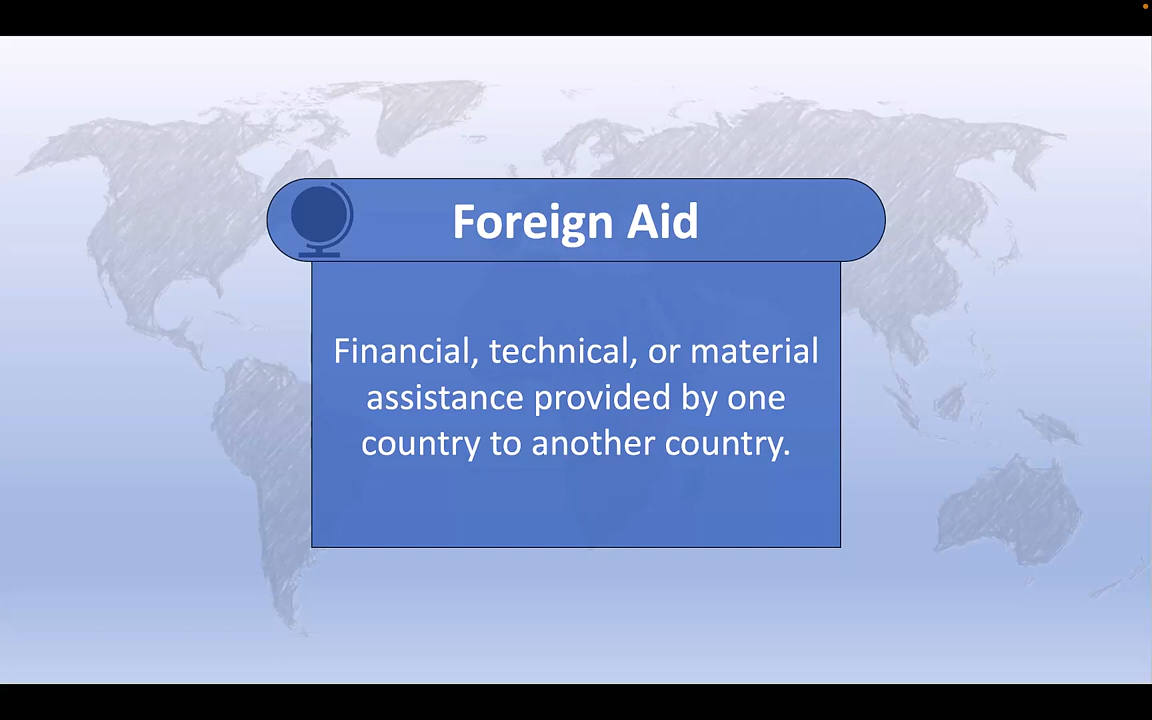 Foreign Aid
Financial, technical, or material
assistance provided by one
country to another country.